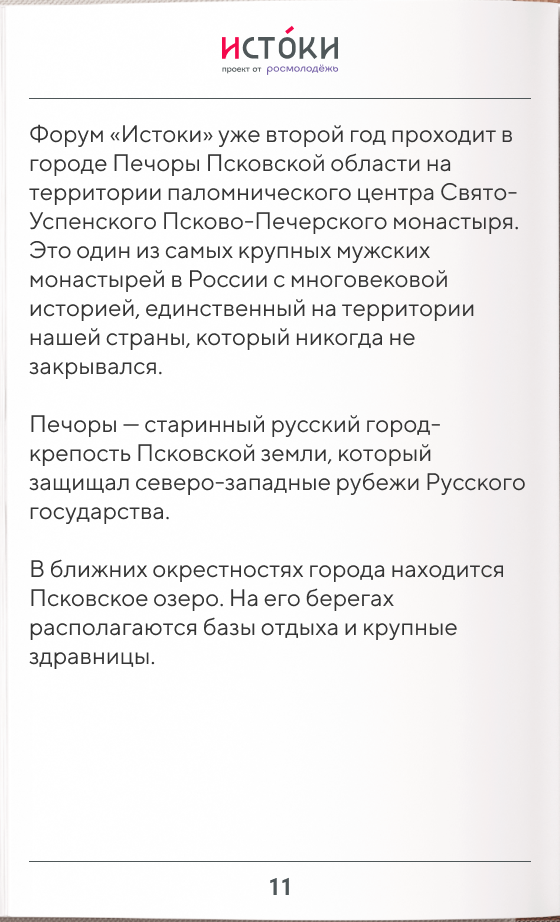 ИСТО́КИ
проект от росмолодёжь
Форум «Истоки» уже второй год проходит в
городе Печоры Псковской области на
территории паломнического центра Свято-
Успенского Псково-Печерского монастыря.
Это один из самых крупных мужских
монастырей в России с многовековой
историей, единственный на территории
нашей страны, который никогда не
закрывался.
Печоры — старинный русский город-
крепость Псковской земли, который
защищал северо-западные рубежи Русского
государства.
В ближних окрестностях города находится
Псковское озеро. На его берегах
располагаются базы отдыха и крупные
здравницы.
11